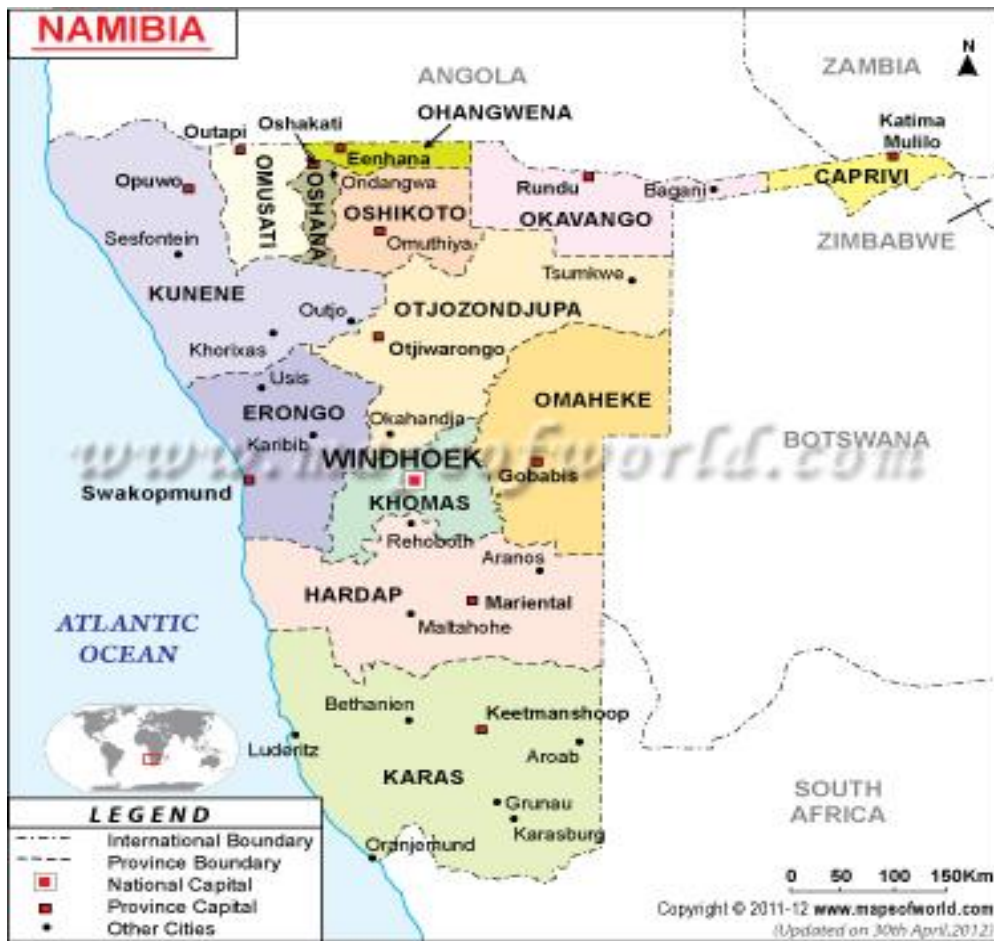 NAMIBIA
N
ANGOLA
ZAMBIA
OHANGWENA
Oshakati
Outapi
Katima
Mulilo
Eenhana
Opuwo
OMUSATI
OSHANA
Ondangwa
Rundu
Bagani
CAPRIVI
OSHIKOTO
OKAVANGO
Omuthiya
Sesfontein
ZIMBABWE
Tsumkwe
KUNENE
Outjo
OTJOZONDJUPA
Khorixas
Otjiwarongo
Usis
ERONGO
OMAHEKE
Okahandja
Karibib
www.mapsofworld.com
BOTSWANA
WINDHOEK
Gobabis
Swakopmund
KHOMAS
Rehoboth
Aranos
HARDAP
Mariental
Maltahohe
ATLANTIC
OCEAN
Bethanien
Keetmanshoop
Luderitz
Aroab
KARAS
SOUTH
AFRICA
Grunau
Karasburg
Oranjemund
LEGEND
International Boundary
Province Boundary
National Capital
Province Capital
Other Cities
0 50 100 150Km
Copyright © 2011-12 www.mapsofworld.com
(Updated on 30th April,2012)